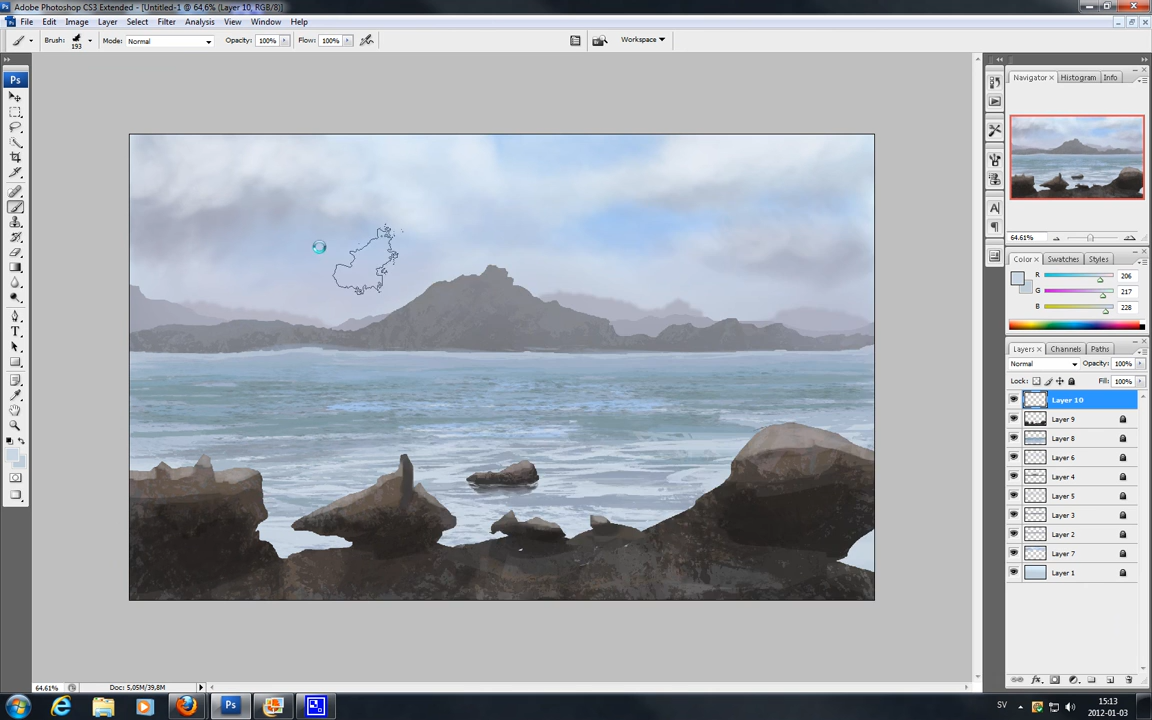 Adobe Photoshop CS3 Extended - [Untitled-1 @ 64,6% (Layer 10, RGB/8)]
File Edit Image Layer Select Filter Analysis View Window Help
Brush: 193 Mode: Normal Opacity: 100% Flow: 100% Workspace
Ps
Navigator Histogram Info
64.61%
Color Swatches Styles
R 206
G 217
B 228
Layers Channels Paths
Normal Opacity: 100%
Lock: Fill: 100%
Layer 10
Layer 9
Layer 8
Layer 6
Layer 4
Layer 5
Layer 3
Layer 2
Layer 7
Layer 1
64.61% Doc: 5,05M/39,8M
Ps
SV
15:13
2012-01-03